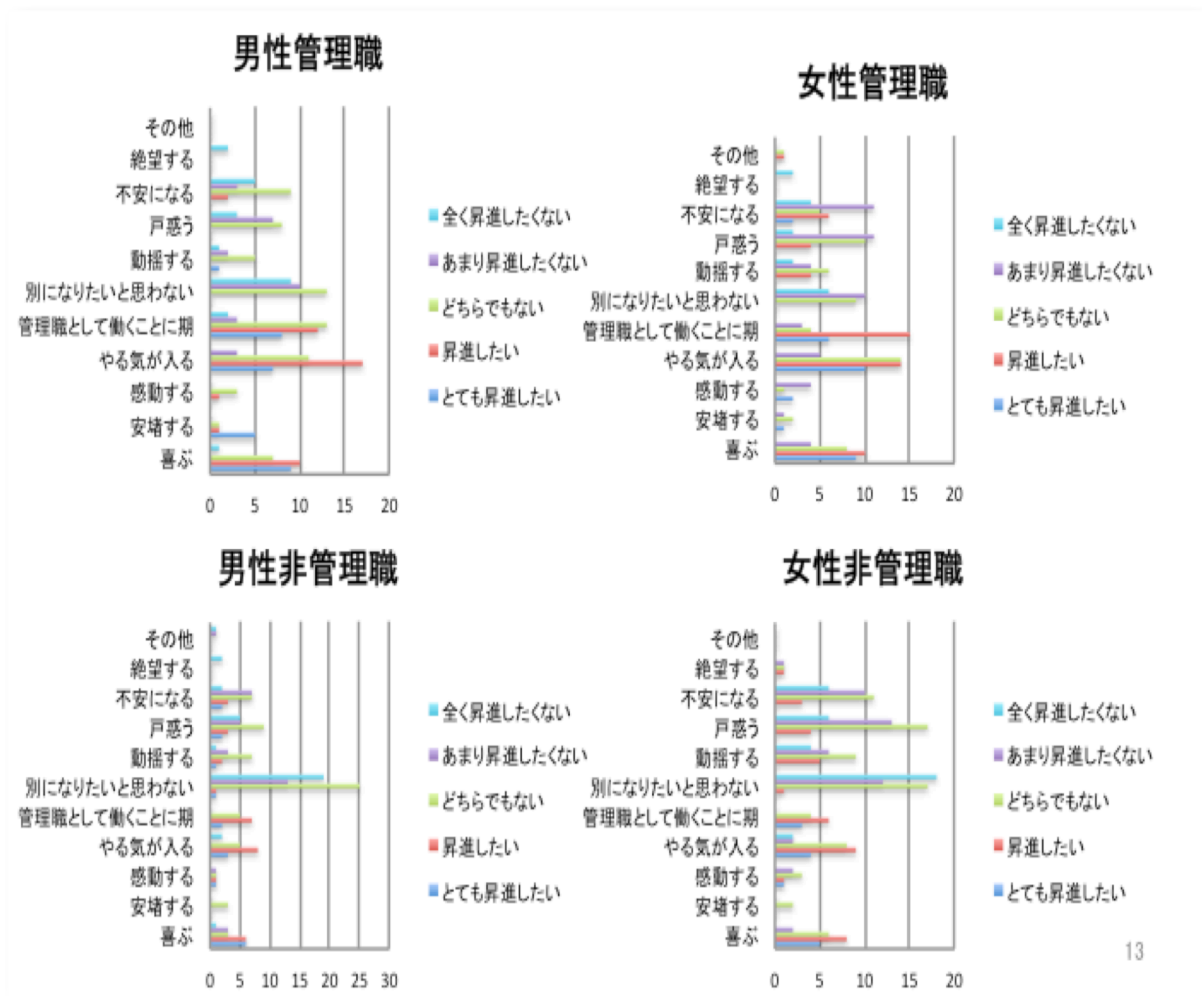 男性管理職
その他
絶望する
不安になる
戸惑う
動揺する
別になりたいと思わない
管理職として働くことに期
やる気が入る
感動する
安堵する
喜ぶ
0 5 10 15 20
全く昇進したくない
あまり昇進したくない
どちらでもない
昇進したい
とても昇進したい
女性管理職
その他
絶望する
不安になる
戸惑う
動揺する
別になりたいと思わない
管理職として働くことに期
やる気が入る
感動する
安堵する
喜ぶ
0 5 10 15 20
全く昇進したくない
あまり昇進したくない
どちらでもない
昇進したい
とても昇進したい
男性非管理職
その他
絶望する
不安になる
戸惑う
動揺する
別になりたいと思わない
管理職として働くことに期
やる気が入る
感動する
安堵する
喜ぶ
0 5 10 15 20 25 30
全く昇進したくない
あまり昇進したくない
どちらでもない
昇進したい
とても昇進したい
女性非管理職
その他
絶望する
不安になる
戸惑う
動揺する
別になりたいと思わない
管理職として働くことに期
やる気が入る
感動する
安堵する
喜ぶ
0 5 10 15 20
全く昇進したくない
あまり昇進したくない
どちらでもない
昇進したい
とても昇進したい
13